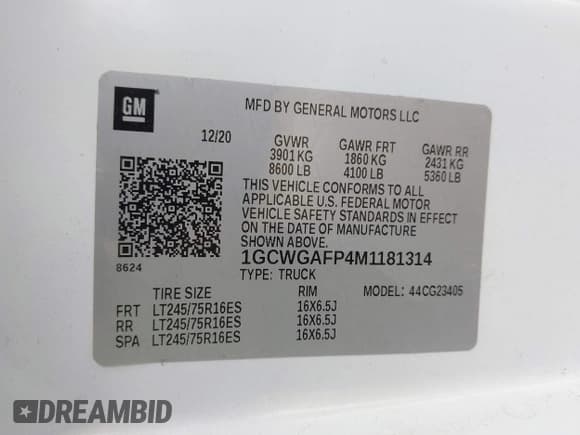 GM
MFD BY GENERAL MOTORS LLC
12/20 GVWR GAWR FRT GAWR RR
3901 KG 1860 KG 2431 KG
8600 LB 4100 LB 5360 LB
THIS VEHICLE CONFORMS TO ALL
APPLICABLE U.S. FEDERAL MOTOR
VEHICLE SAFETY STANDARDS IN EFFECT
ON THE DATE OF MANUFACTURE
1GCWGAFP4M1181314
8624
TYPE: TRUCK MODEL: 44CG23405
TIRE SIZE RIM
FRT LT245/75R16ES 16X6.5J
RR LT245/75R16ES 16X6.5J
SPA LT245/75R16ES 16X6.5J
DREAMBID